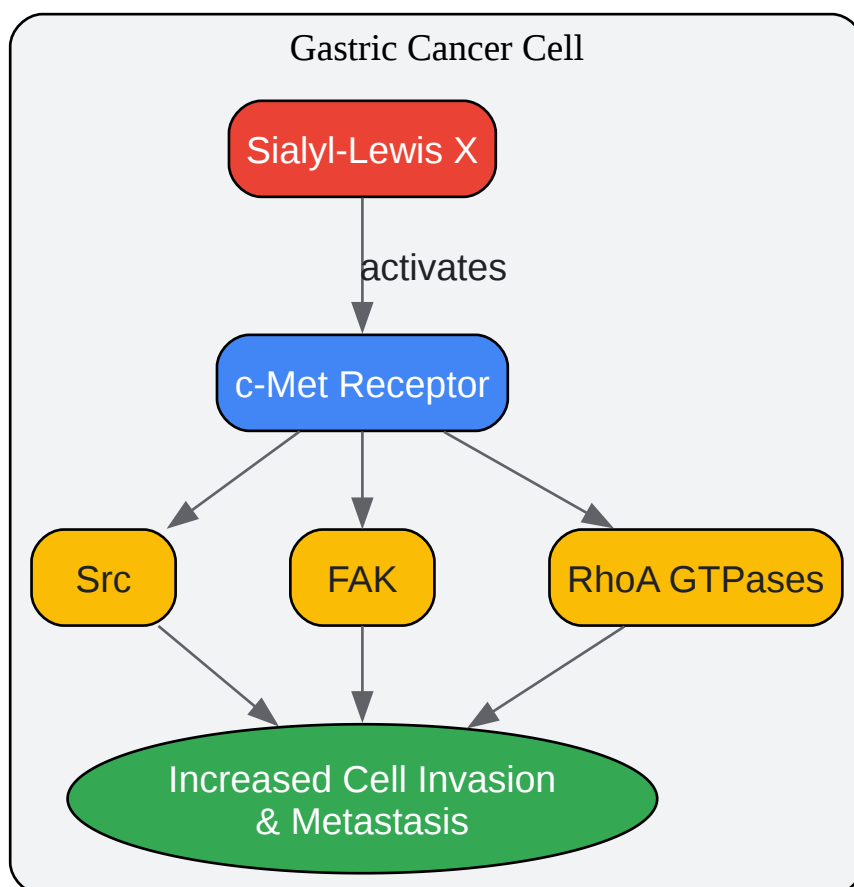 Gastric Cancer Cell
Sialyl-Lewis X
activates
c-Met Receptor
Src
FAK
RhoA GTPases
Increased Cell Invasion
& Metastasis